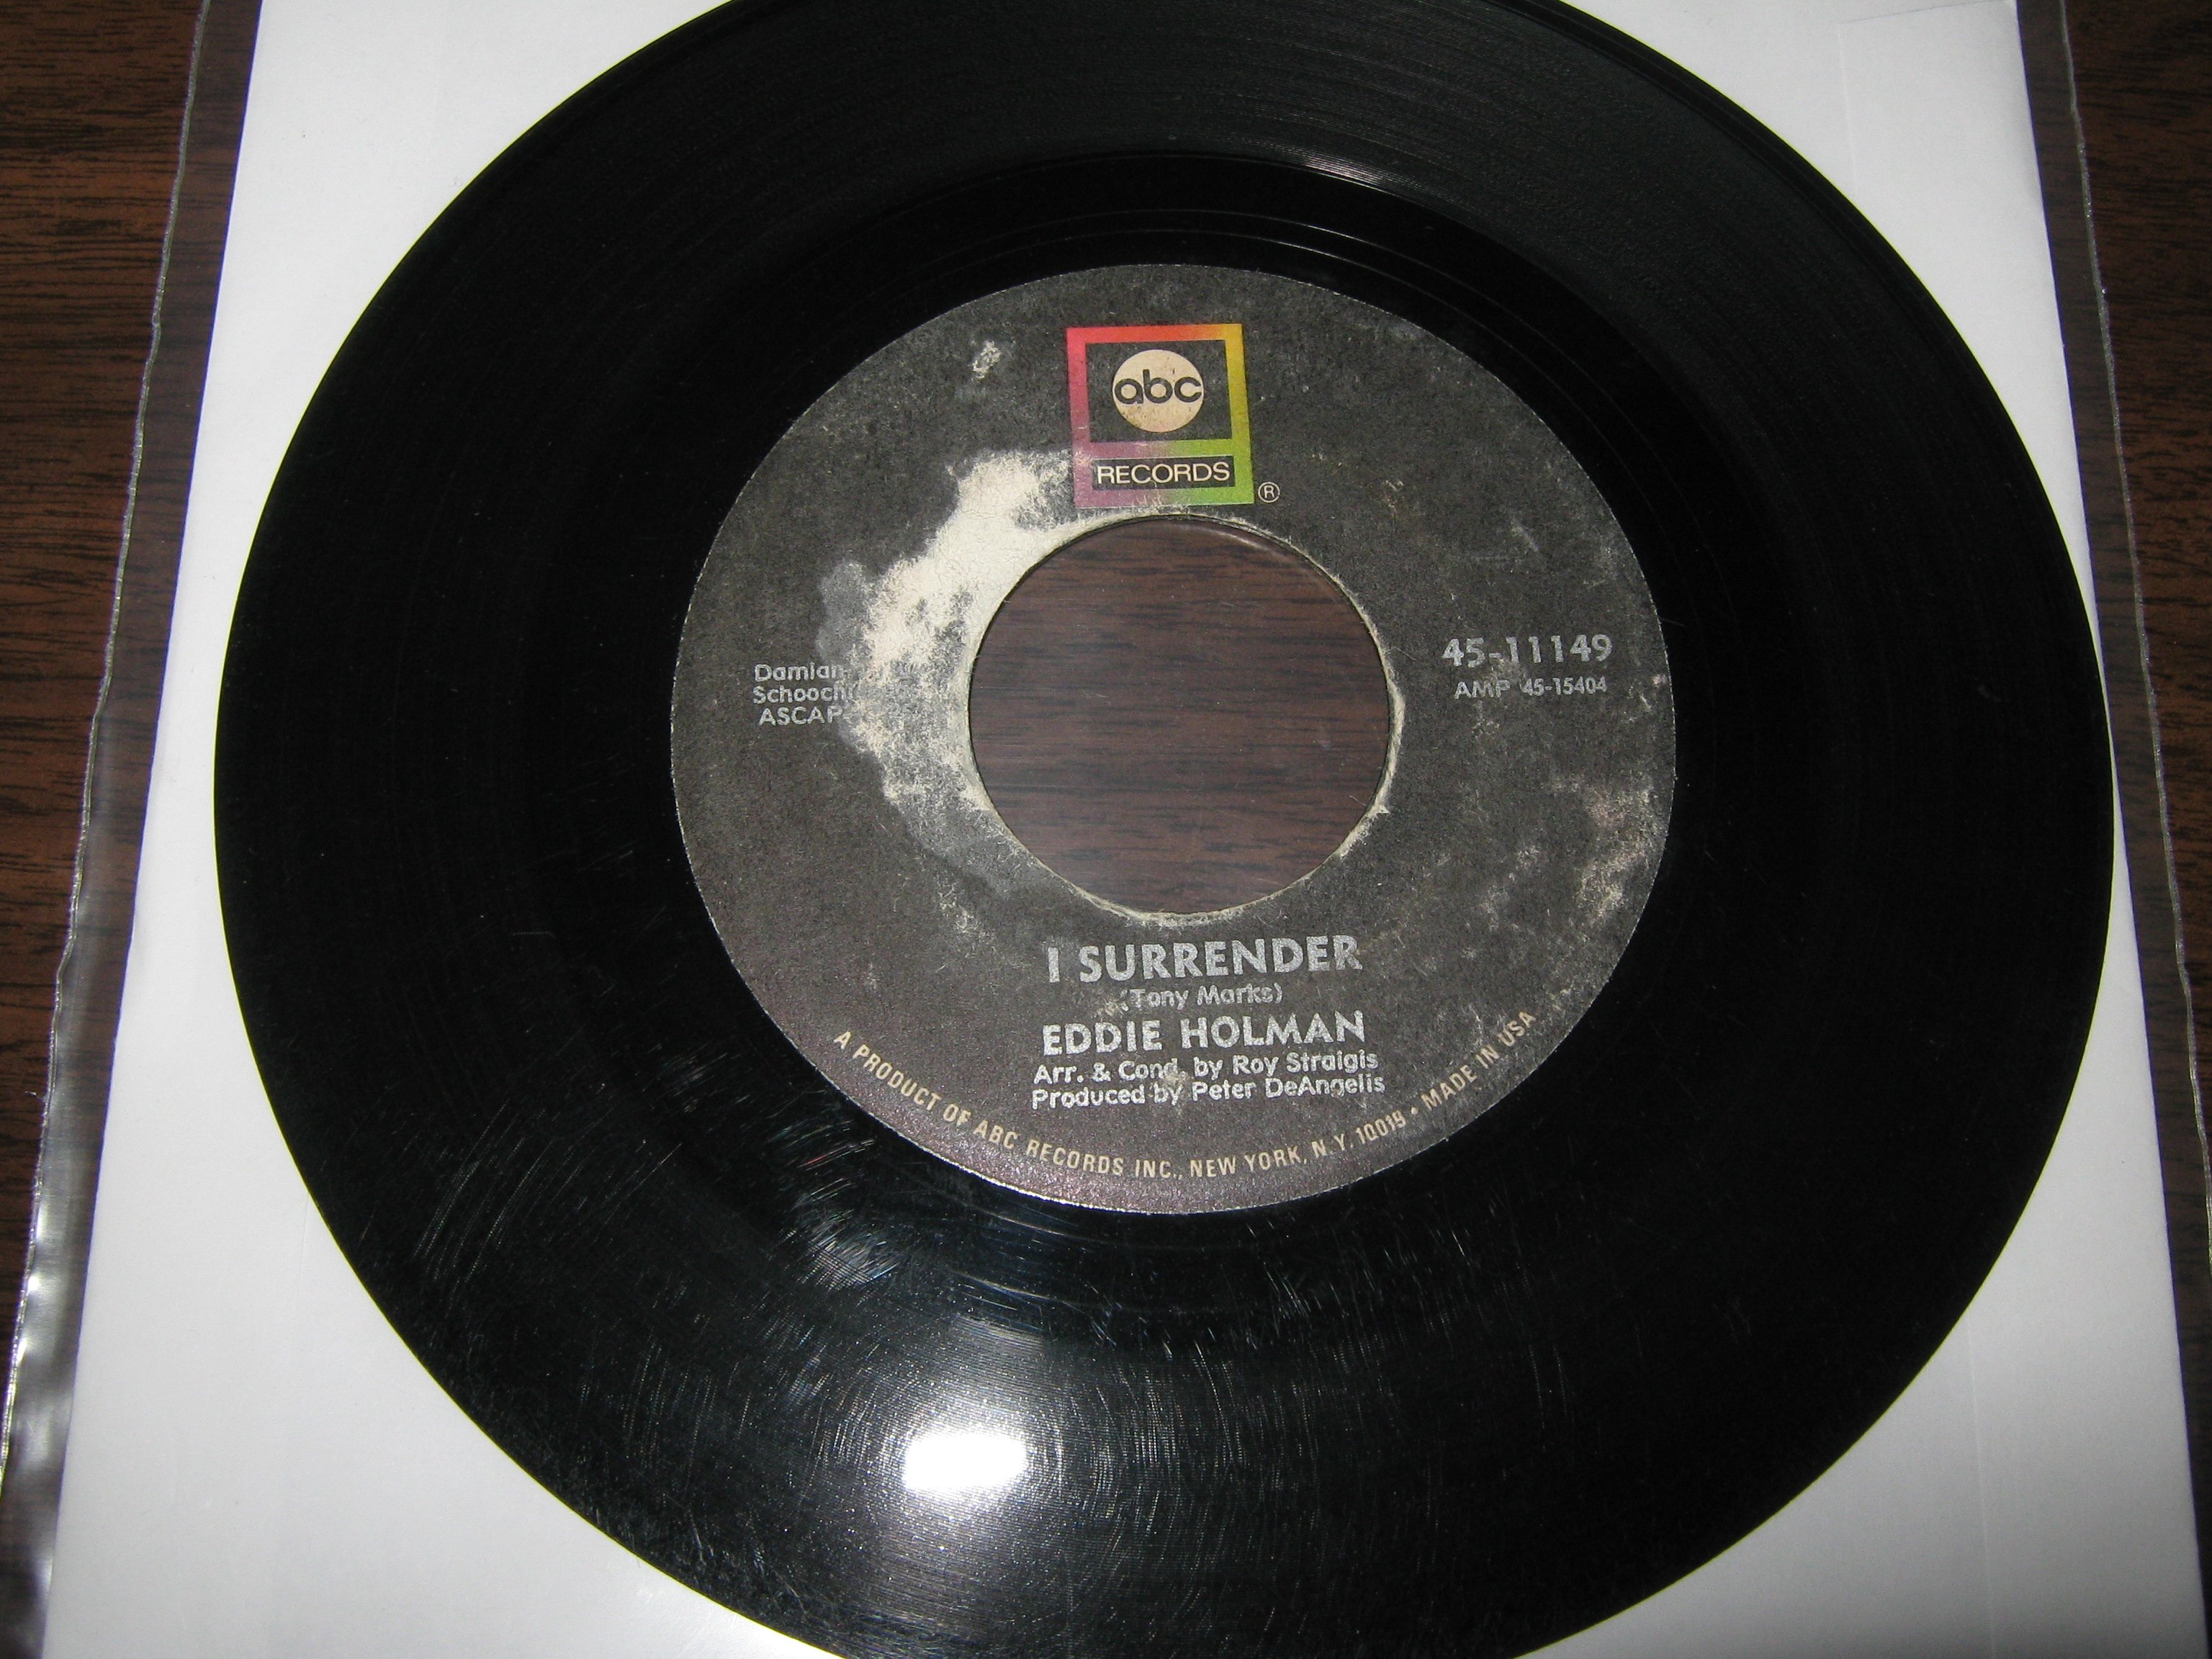 abc
RECORDS
®
Damian
ASCAP
45-11149
AMP 45-15404
I SURRENDER
(Tony Marks)
EDDIE HOLMAN
Arr. & Cond. by Roy Straigis
Produced by Peter DeAngelis
A PRODUCT OF ABC RECORDS INC., NEW YORK, N.Y. 10019 • MADE IN USA